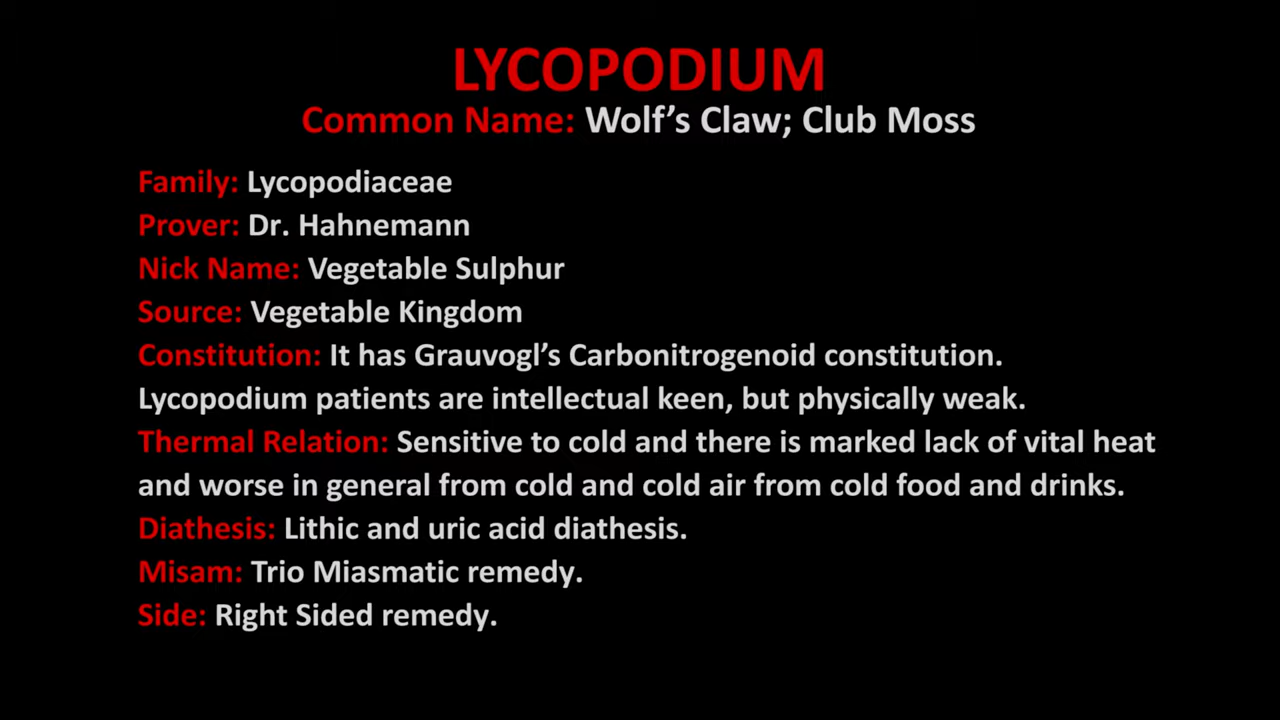 LYCOPODIUM
Common Name: Wolf's Claw; Club Moss
Family: Lycopodiaceae
Prover: Dr. Hahnemann
Nick Name: Vegetable Sulphur
Source: Vegetable Kingdom
Constitution: It has Grauvogl's Carbonitrogenoid constitution.
Lycopodium patients are intellectual keen, but physically weak.
Thermal Relation: Sensitive to cold and there is marked lack of vital heat
and worse in general from cold and cold air from cold food and drinks.
Diathesis: Lithic and uric acid diathesis.
Misam: Trio Miasmatic remedy.
Side: Right Sided remedy.